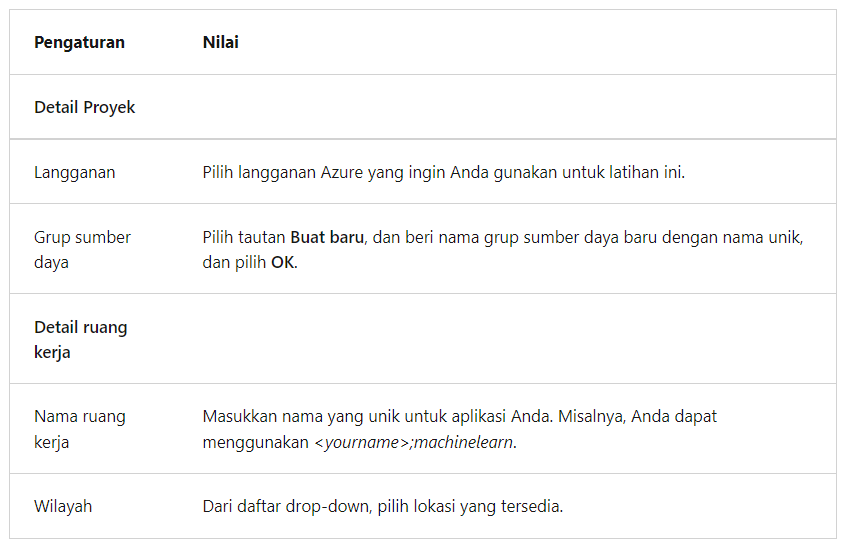 Pengaturan Nilai
Detail Proyek
Langganan Pilih langganan Azure yang ingin Anda gunakan untuk latihan ini.
Grup sumber daya Pilih tautan Buat baru, dan beri nama grup sumber daya baru dengan nama unik,
dan pilih OK.
Detail ruang
kerja
Nama ruang
kerja
Masukkan nama yang unik untuk aplikasi Anda. Misalnya, Anda dapat
menggunakan <yourname>;machinelearn.
Wilayah Dari daftar drop-down, pilih lokasi yang tersedia.